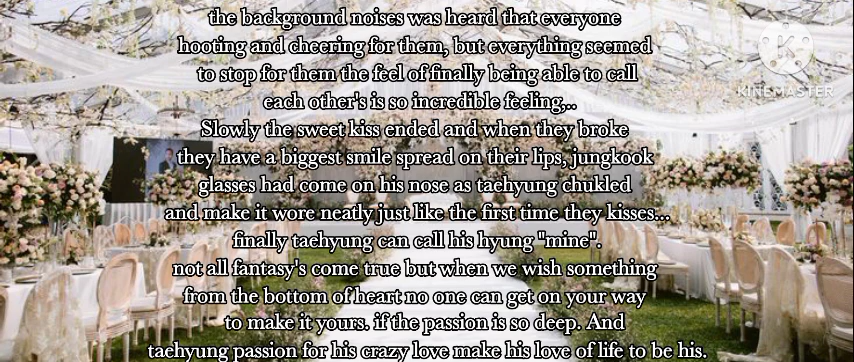 the background noises was heard that everyone
hooting and cheering for them, but everything seemed
to stop for them the feel of finally being able to call
each other's is so incredible feeling,..
KINEMASTER
Slowly the sweet kiss ended and when they broke
they have a biggest smile spread on their lips, jungkook
glasses had come on his nose as taehyung chukled
and make it wore neatly just like the first time they kisses...
finally taehyung can call his hyung "mine".
not all fantasy's come true but when we wish something
from the bottom of heart no one can get on your way
to make it yours. if the passion is so deep. And
taehyung passion for his crazy love make his love of life to be his.